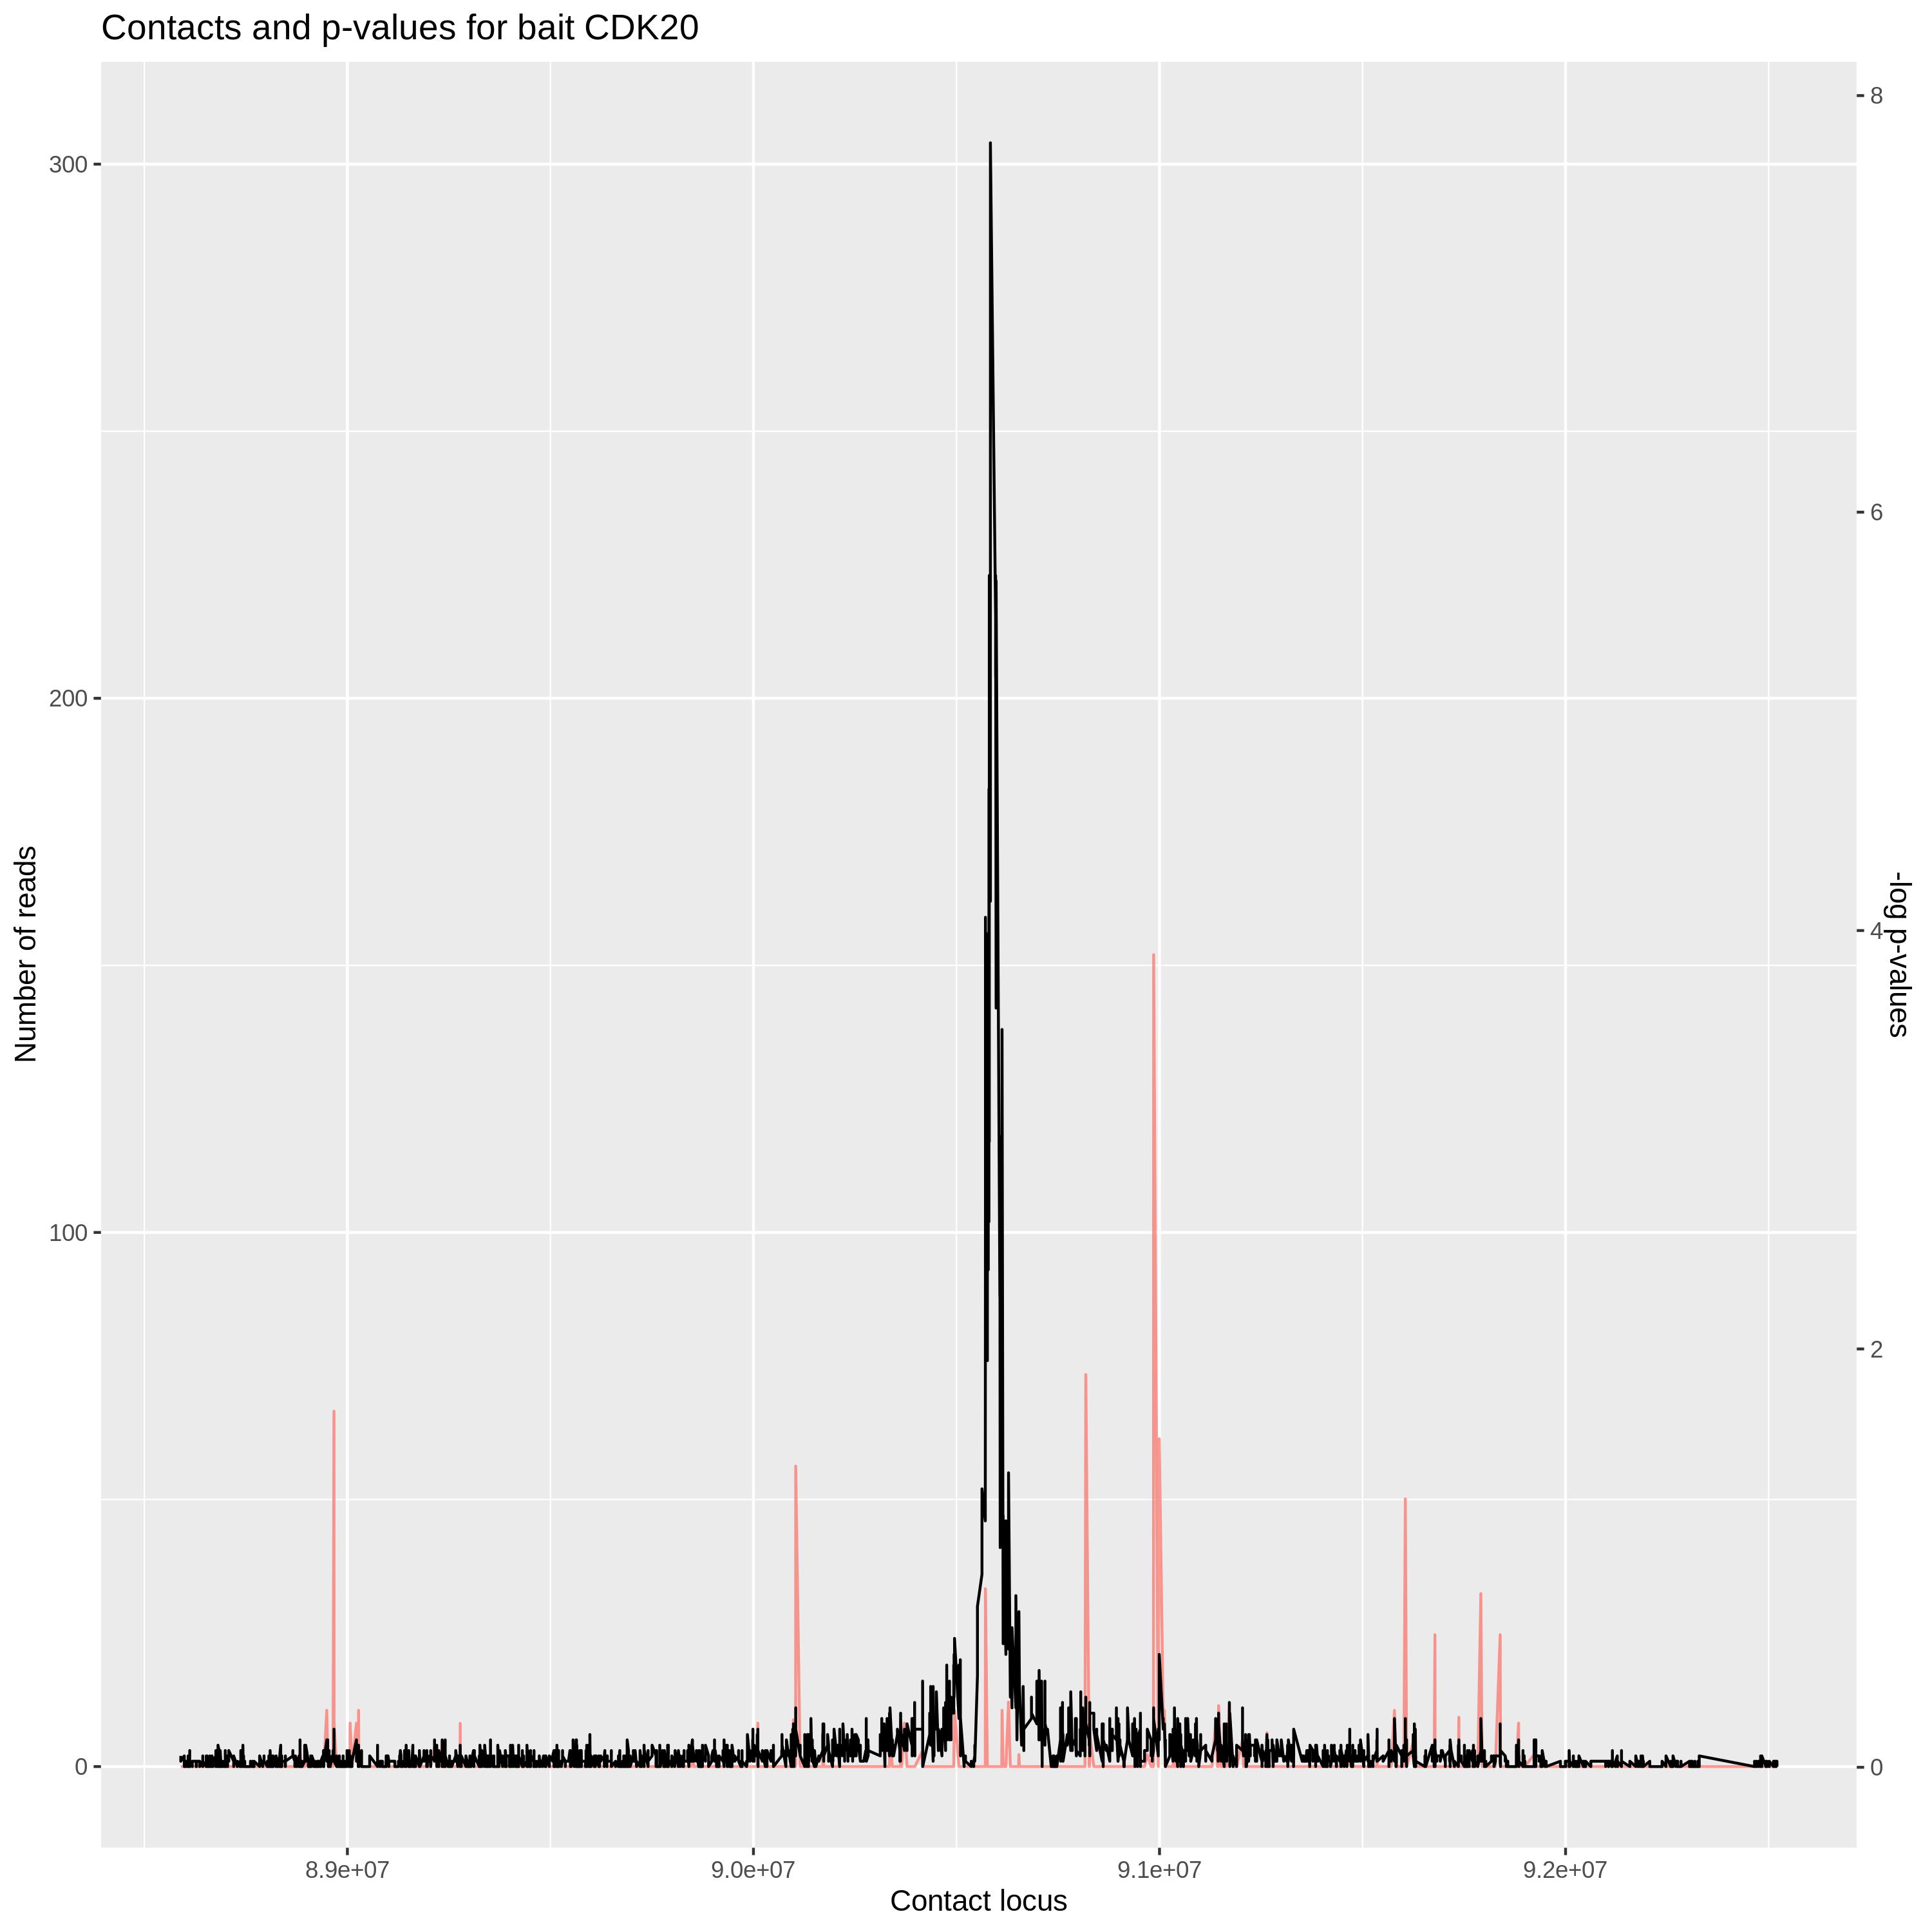 Contacts and p-values for bait CDK20
Number of reads
300
200
100
0
8
6
4
2
0
-log p-values
8.9e+07 9.0e+07 9.1e+07 9.2e+07
Contact locus